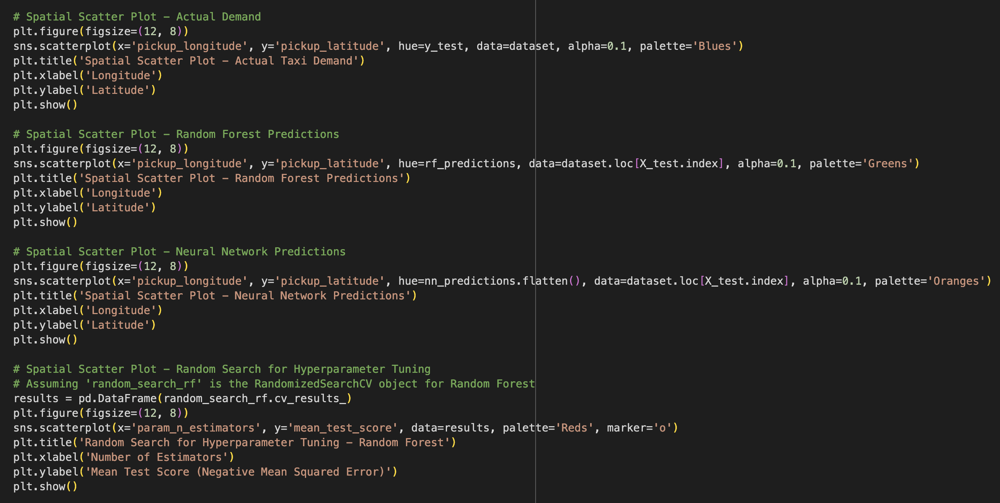 # Spatial Scatter Plot - Actual Demand
plt.figure(figsize=(12, 8))
sns.scatterplot(x='pickup_longitude', y='pickup_latitude', hue=y_test, data=dataset, alpha=0.1, palette='Blues')
plt.title('Spatial Scatter Plot - Actual Taxi Demand')
plt.xlabel('Longitude')
plt.ylabel('Latitude')
plt.show()
# Spatial Scatter Plot - Random Forest Predictions
plt.figure(figsize=(12, 8))
sns.scatterplot(x='pickup_longitude', y='pickup_latitude', hue=rf_predictions, data=dataset.loc[X_test.index], alpha=0.1, palette='Greens')
plt.title('Spatial Scatter Plot - Random Forest Predictions')
plt.xlabel('Longitude')
plt.ylabel('Latitude')
plt.show()
# Spatial Scatter Plot - Neural Network Predictions
plt.figure(figsize=(12, 8))
sns.scatterplot(x='pickup_longitude', y='pickup_latitude', hue=nn_predictions.flatten(), data=dataset.loc[X_test.index], alpha=0.1, palette='Oranges')
plt.title('Spatial Scatter Plot - Neural Network Predictions')
plt.xlabel('Longitude')
plt.ylabel('Latitude')
plt.show()
# Spatial Scatter Plot - Random Search for Hyperparameter Tuning
# Assuming 'random_search_rf' is the RandomizedSearchCV object for Random Forest
results = pd.DataFrame(random_search_rf.cv_results_)
plt.figure(figsize=(12, 8))
sns.scatterplot(x='param_n_estimators', y='mean_test_score', data=results, palette='Reds', marker='o')
plt.title('Random Search for Hyperparameter Tuning - Random Forest')
plt.xlabel('Number of Estimators')
plt.ylabel('Mean Test Score (Negative Mean Squared Error)')
plt.show()